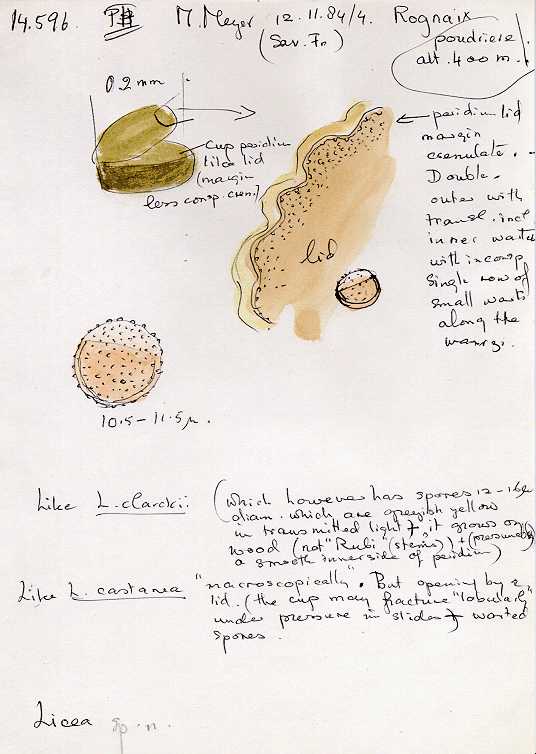 14.596. M. Meyer 12.11.84/4. Rognaix
(Sav. Fr) poudriere
alt. 400 m.
0.2 mm
cup peridium
like lid
(margin
less consp. cren.)
peridium lid
margin
crenulate.
Double.
outer with
transl. incl.
inner warted
with inconsp
single row of
small warts
along the
margin.
lid
10.5-11.5 µ.
Like L. clarckii. (which however has spores 12-16µ
diam. which are greyish yellow
in transmitted light + it grows on
wood (not "Rubi (stems)") + (presumably)
a smooth innerside of peridium)
Like L. castanea "macroscopically". But opening by a
lid. (the cup may fracture "lobularly"
under pressure in slides) + warted
spores.
Licea sp. n.